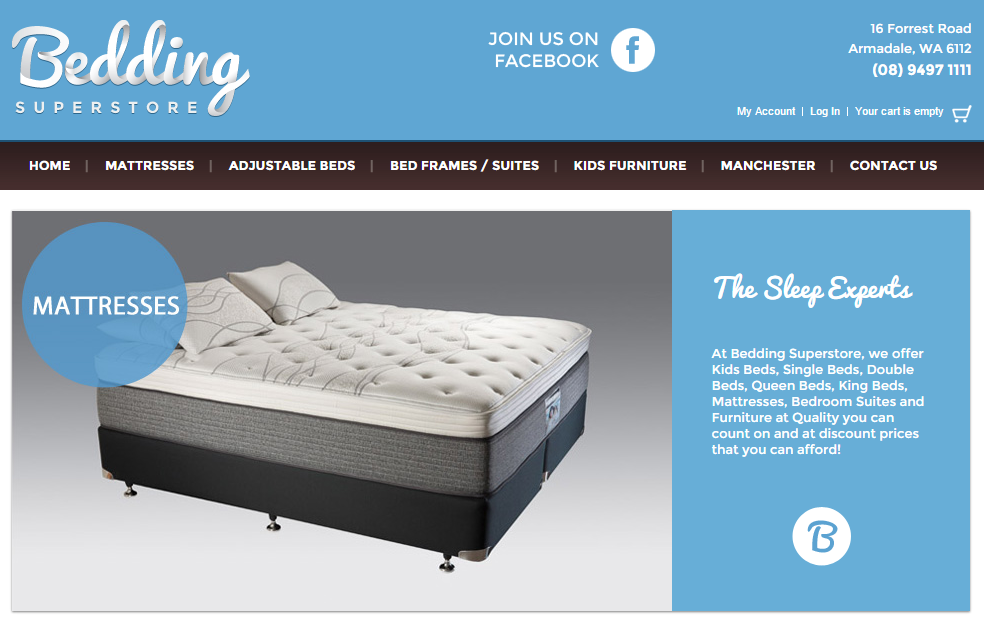 Bedding
SUPERSTORE
JOIN US ON
FACEBOOK
16 Forrest Road
Armadale, WA 6112
(08) 9497 1111
My Account | Log In | Your cart is empty
HOME | MATTRESSES | ADJUSTABLE BEDS | BED FRAMES / SUITES | KIDS FURNITURE | MANCHESTER | CONTACT US
MATTRESSES
The Sleep Experts
At Bedding Superstore, we offer
Kids Beds, Single Beds, Double
Beds, Queen Beds, King Beds,
Mattresses, Bedroom Suites and
Furniture at Quality you can
count on and at discount prices
that you can afford!
B